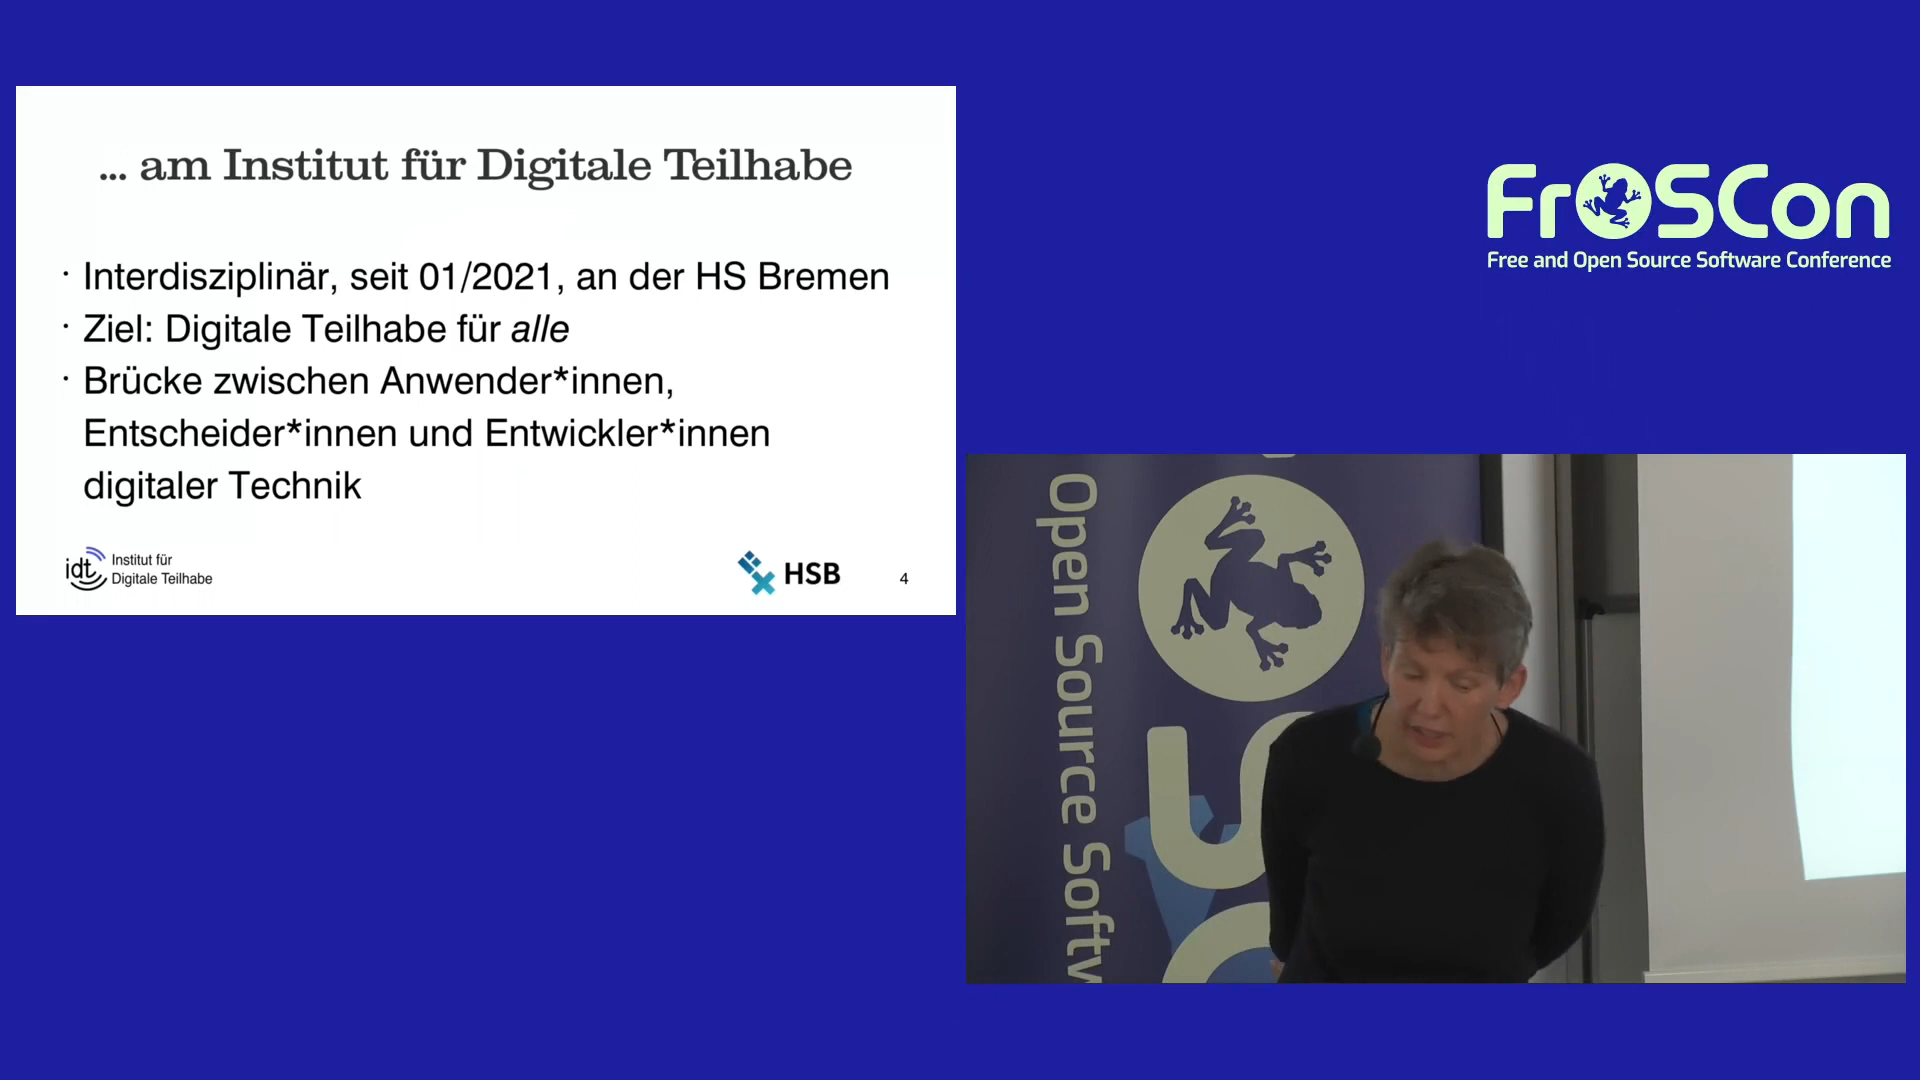 ... am Institut für Digitale Teilhabe
· Interdisziplinär, seit 01/2021, an der HS Bremen
· Ziel: Digitale Teilhabe für alle
· Brücke zwischen Anwender*innen,
Entscheider*innen und Entwickler*innen
digitaler Technik
idt Institut für
Digitale Teilhabe
HSB
4
FrOSCon
Free and Open Source Software Conference
Open Source Softw